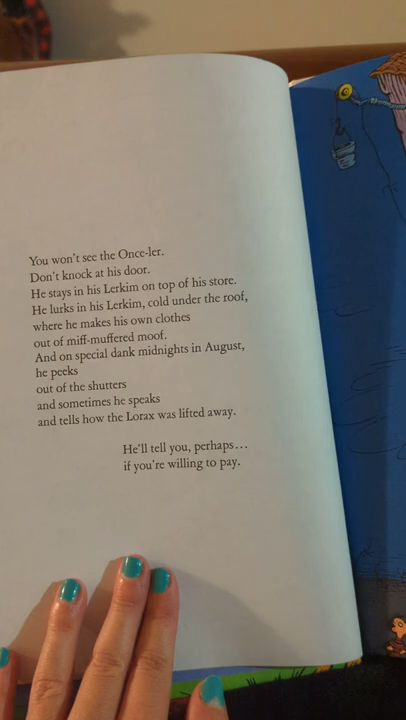 You won't see the Once-ler.
Don't knock at his door.
He stays in his Lerkim on top of his store.
He lurks in his Lerkim, cold under the roof,
where he makes his own clothes
out of miff-muffered moof.
And on special dank midnights in August,
he peeks
out of the shutters
and sometimes he speaks
and tells how the Lorax was lifted away.
He'll tell you, perhaps...
if you're willing to pay.